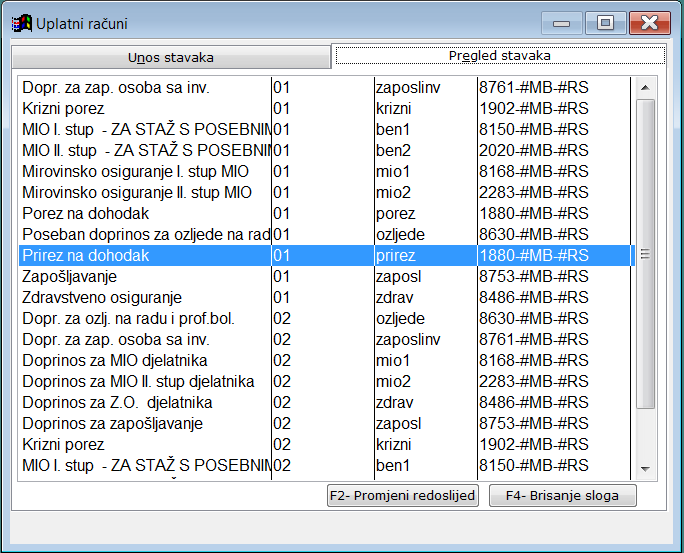 Uplatni računi
Unos stavaka Pregled stavaka
Dopr. za zap. osoba sa inv. 01 zaposlinv 8761-#MB-#RS
Krizni porez 01 krizni 1902-#MB-#RS
MIO I. stup - ZA STAŽ S POSEBNIM 01 ben1 8150-#MB-#RS
MIO II. stup - ZA STAŽ S POSEBNI 01 ben2 2020-#MB-#RS
Mirovinsko osiguranje I. stup MIO 01 mio1 8168-#MB-#RS
Mirovinsko osiguranje II. stup MIO 01 mio2 2283-#MB-#RS
Porez na dohodak 01 porez 1880-#MB-#RS
Poseban doprinos za ozljede na rad 01 ozljede 8630-#MB-#RS
Prirez na dohodak 01 prirez 1880-#MB-#RS
Zapošljavanje 01 zaposl 8753-#MB-#RS
Zdravstveno osiguranje 01 zdrav 8486-#MB-#RS
Dopr. za ozlj. na radu i prof.bol. 02 ozljede 8630-#MB-#RS
Dopr. za zap. osoba sa inv. 02 zaposlinv 8761-#MB-#RS
Doprinos za MIO djelatnika 02 mio1 8168-#MB-#RS
Doprinos za MIO II. stup djelatnika 02 mio2 2283-#MB-#RS
Doprinos za Z.O. djelatnika 02 zdrav 8486-#MB-#RS
Doprinos za zapošljavanje 02 zaposl 8753-#MB-#RS
Krizni porez 02 krizni 1902-#MB-#RS
MIO I. stup - ZA STAŽ S POSEBNIM 02 ben1 8150-#MB-#RS
F2- Promjeni redoslijed F4- Brisanje sloga